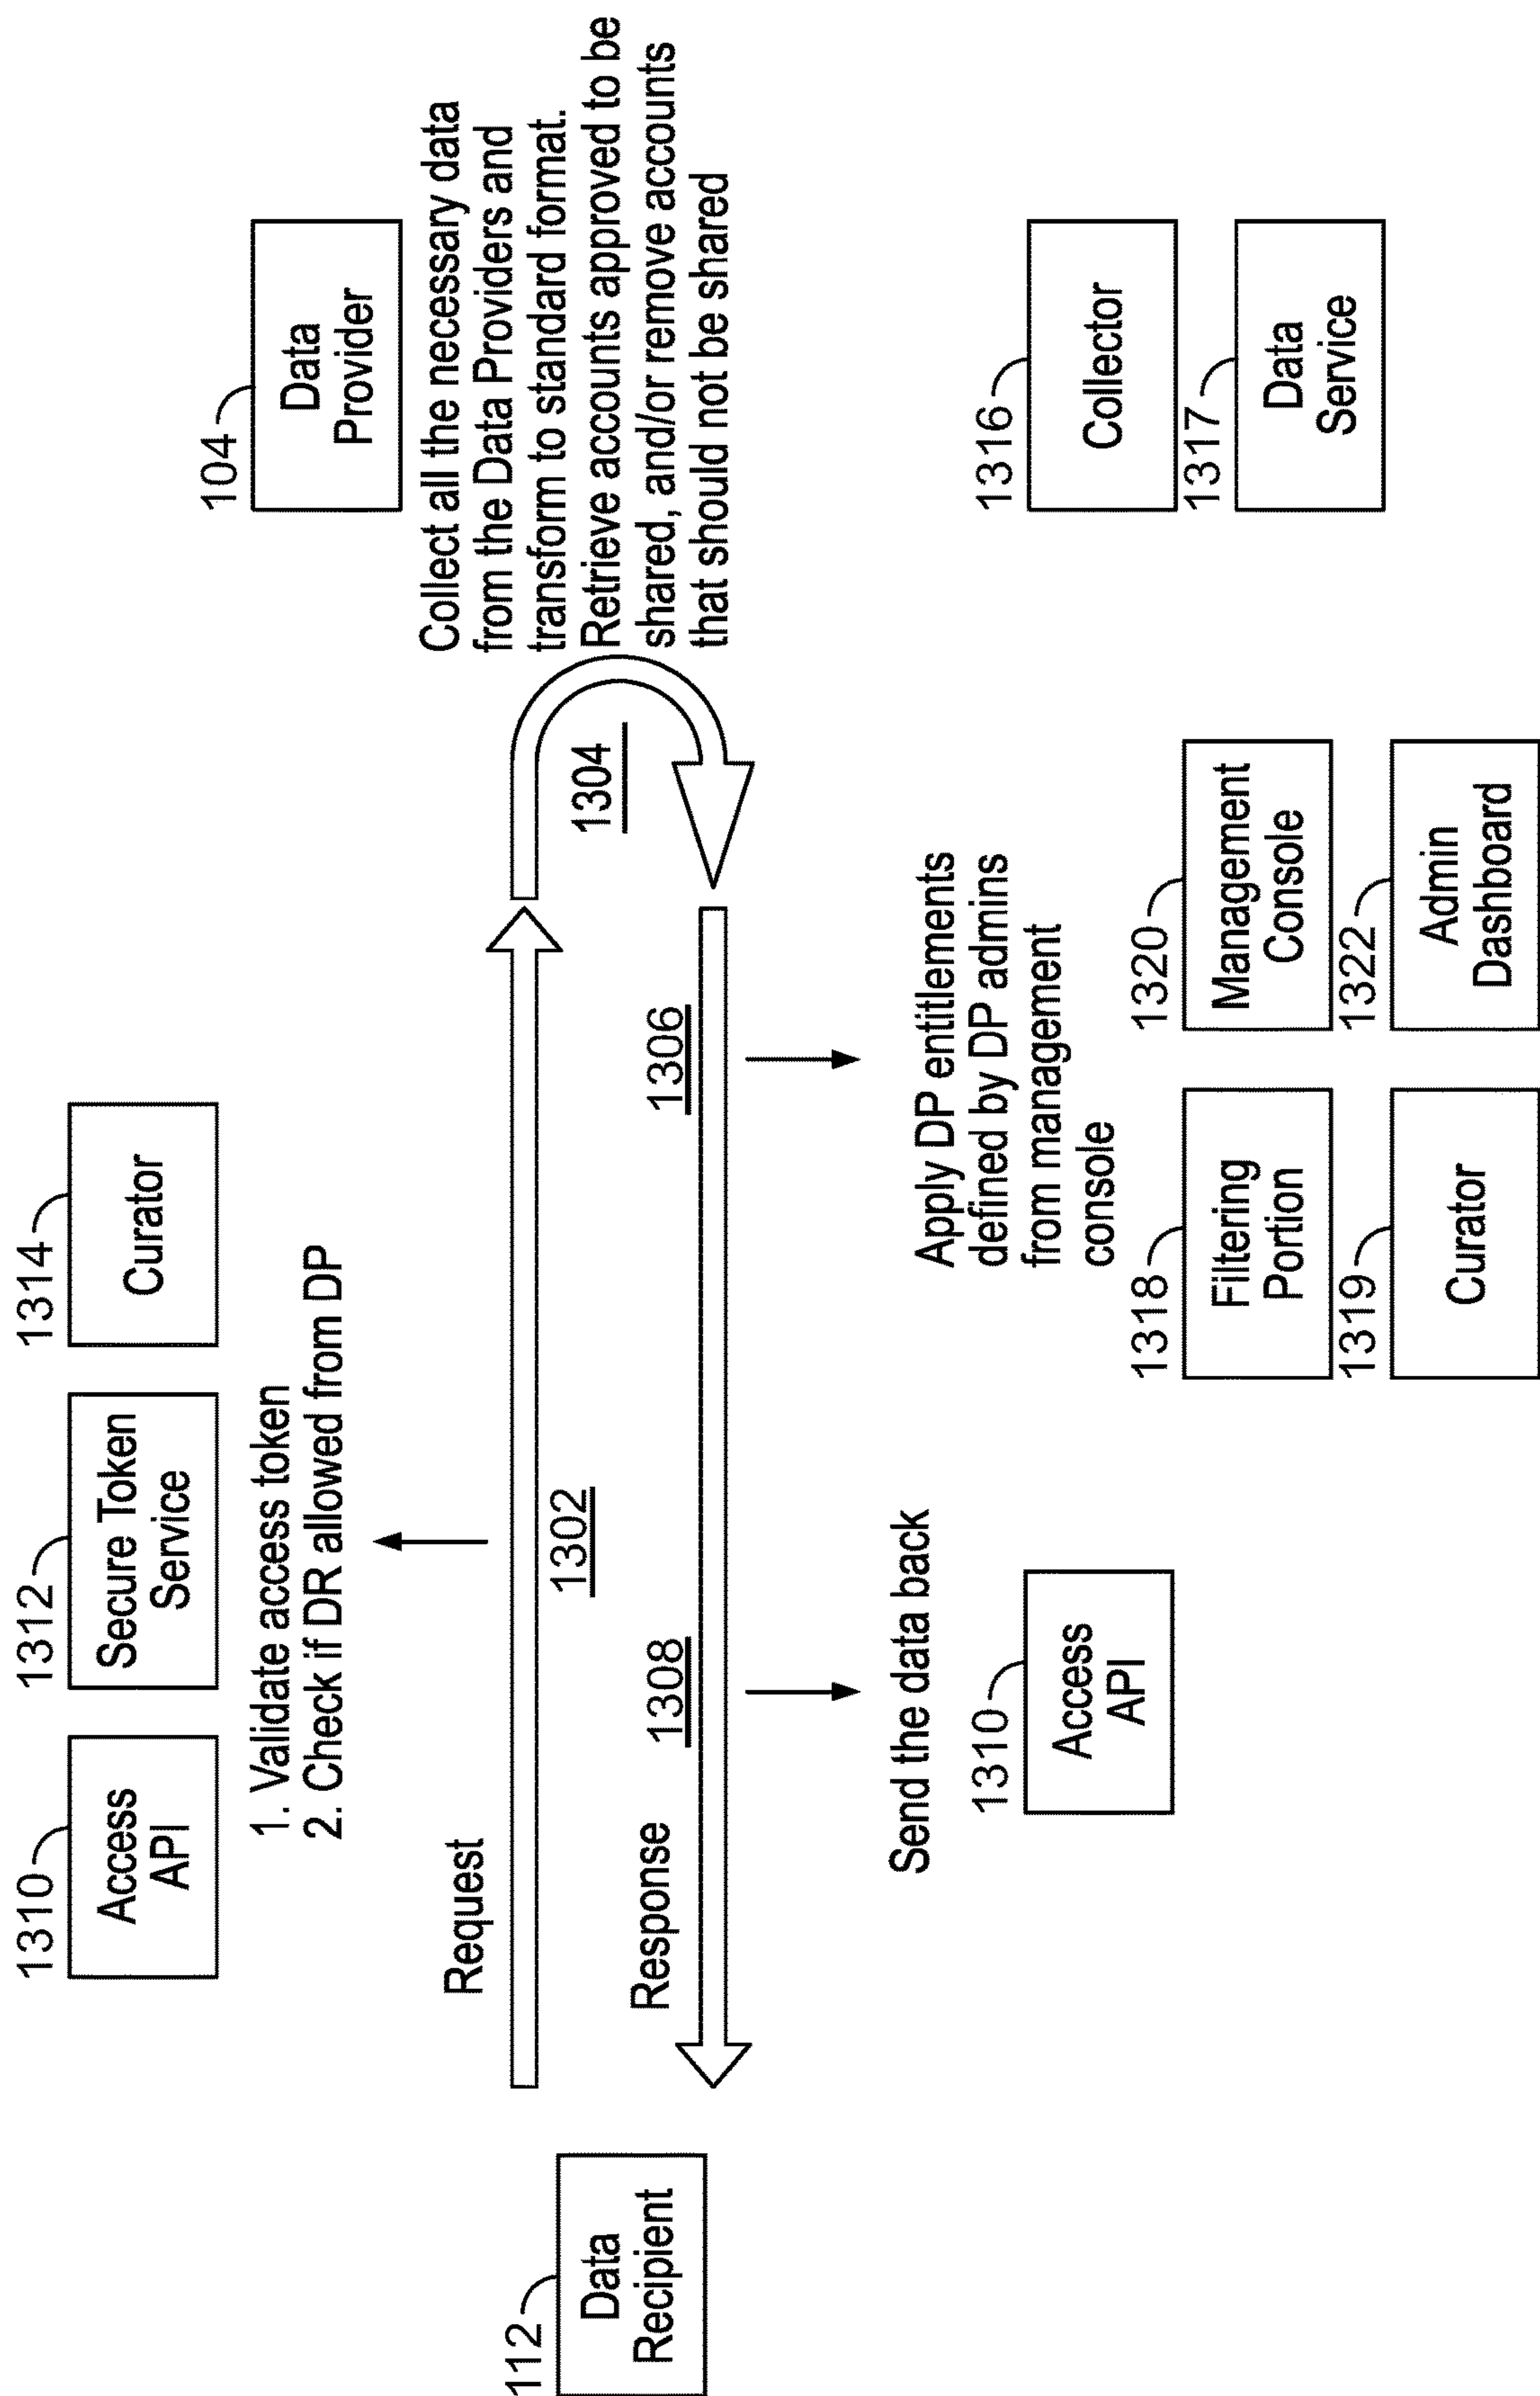 1310
Access
API
1312
Secure Token
Service
1314
Curator
1. Validate access token
2. Check if DR allowed from DP
104
Data
Provider
Collect all the necessary data
from the Data Providers and
transform to standard format.
Retrieve accounts approved to be
shared, and/or remove accounts
that should not be shared
112
Data
Recipient
Request
1302
1304
Response
1308
1306
Send the data back
1310
Access
API
Apply DP entitlements
defined by DP admins
from management
console
1318
Filtering
Portion
1320
Management
Console
1319
Curator
1322
Admin
Dashboard
1316
Collector
1317
Data
Service